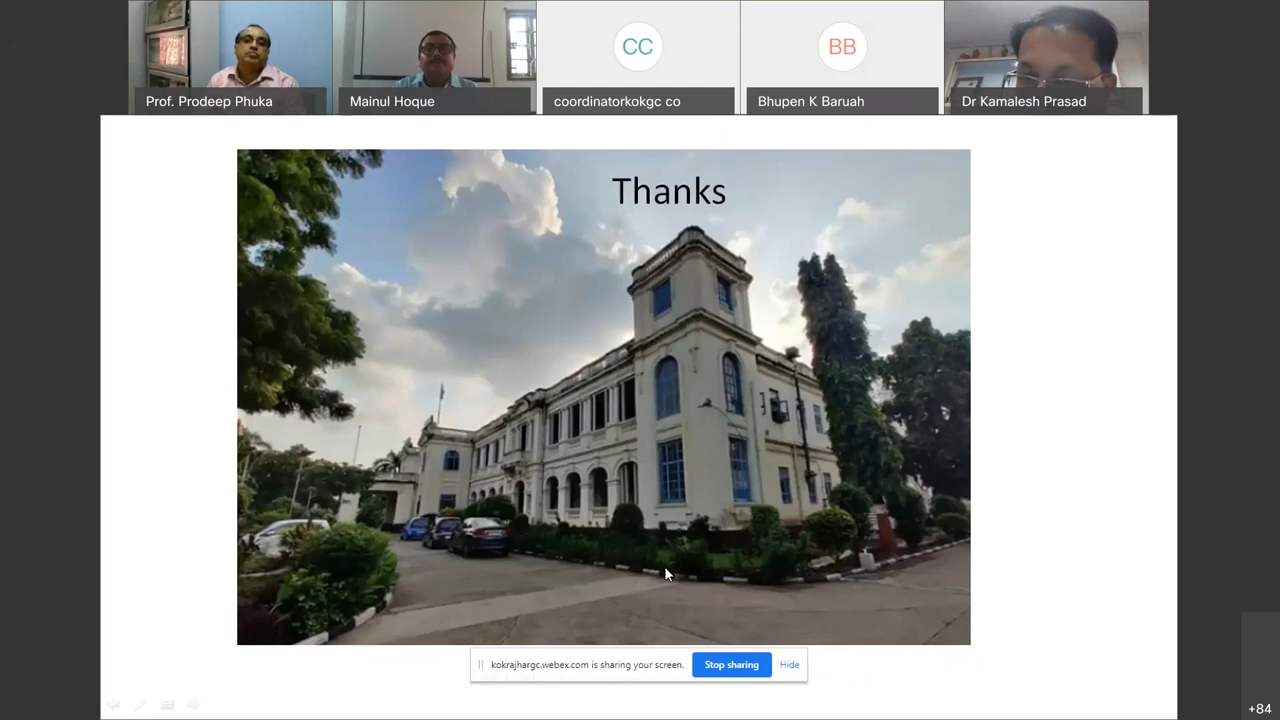 CC
BB
Prof. Prodeep Phuka
Mainul Hoque
coordinatorkokgc co
Bhupen K Baruah
Dr Kamalesh Prasad
Thanks
kokrajhargc.webex.com is sharing your screen.
Stop sharing
Hide
+84